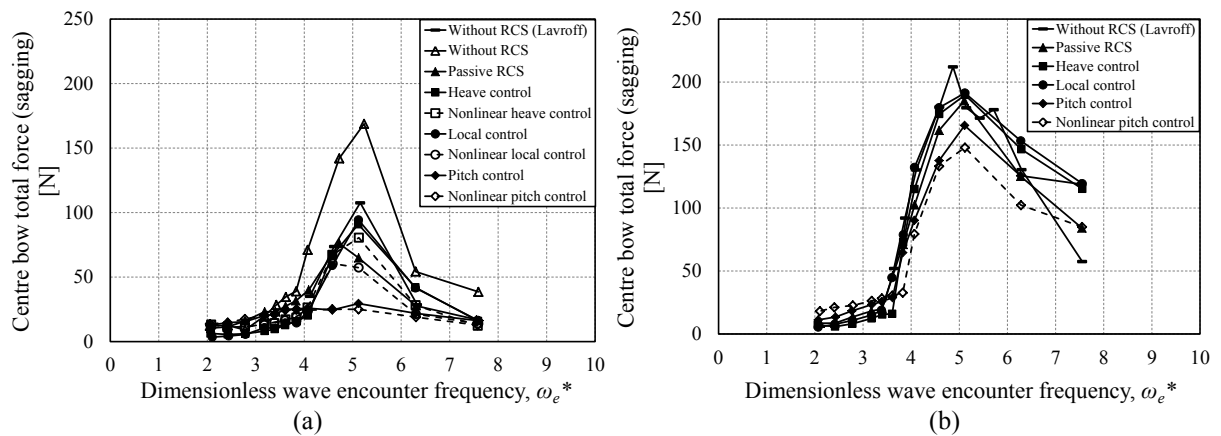 Centre bow total force (sagging)
[N]
250
200
150
100
50
0
0 1 2 3 4 5 6 7 8 9 10
Dimensionless wave encounter frequency, ωe*
(a)
Without RCS (Lavroff)
Without RCS
Passive RCS
Heave control
Nonlinear heave control
Local control
Nonlinear local control
Pitch control
Nonlinear pitch control
Centre bow total force (sagging)
[N]
250
200
150
100
50
0
0 1 2 3 4 5 6 7 8 9 10
Dimensionless wave encounter frequency, ωe*
(b)
Without RCS (Lavroff)
Passive RCS
Heave control
Local control
Pitch control
Nonlinear pitch control